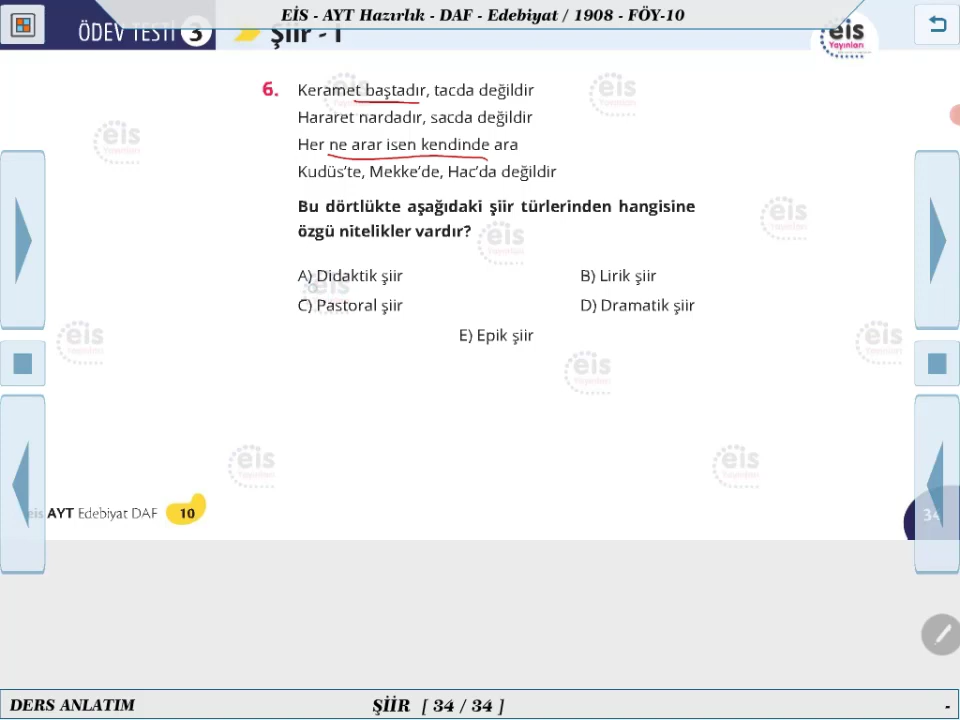 EİS - AYT Hazırlık - DAF - Edebiyat / 1908 - FÖY-10
ÖDEV TESTİ 3
Şiir - I
eis
Yayınları
6. Keramet baştadır, tacda değildir
Hararet nardadır, sacda değildir
Her ne arar isen kendinde ara
Kudüs'te, Mekke'de, Hac'da değildir
Bu dörtlükte aşağıdaki şiir türlerinden hangisine
özgü nitelikler vardır?
A) Didaktik şiir
B) Lirik şiir
C) Pastoral şiir
D) Dramatik şiir
E) Epik şiir
eis AYT Edebiyat DAF 10
34
DERS ANLATIM
ŞİİR [ 34 / 34 ]
-